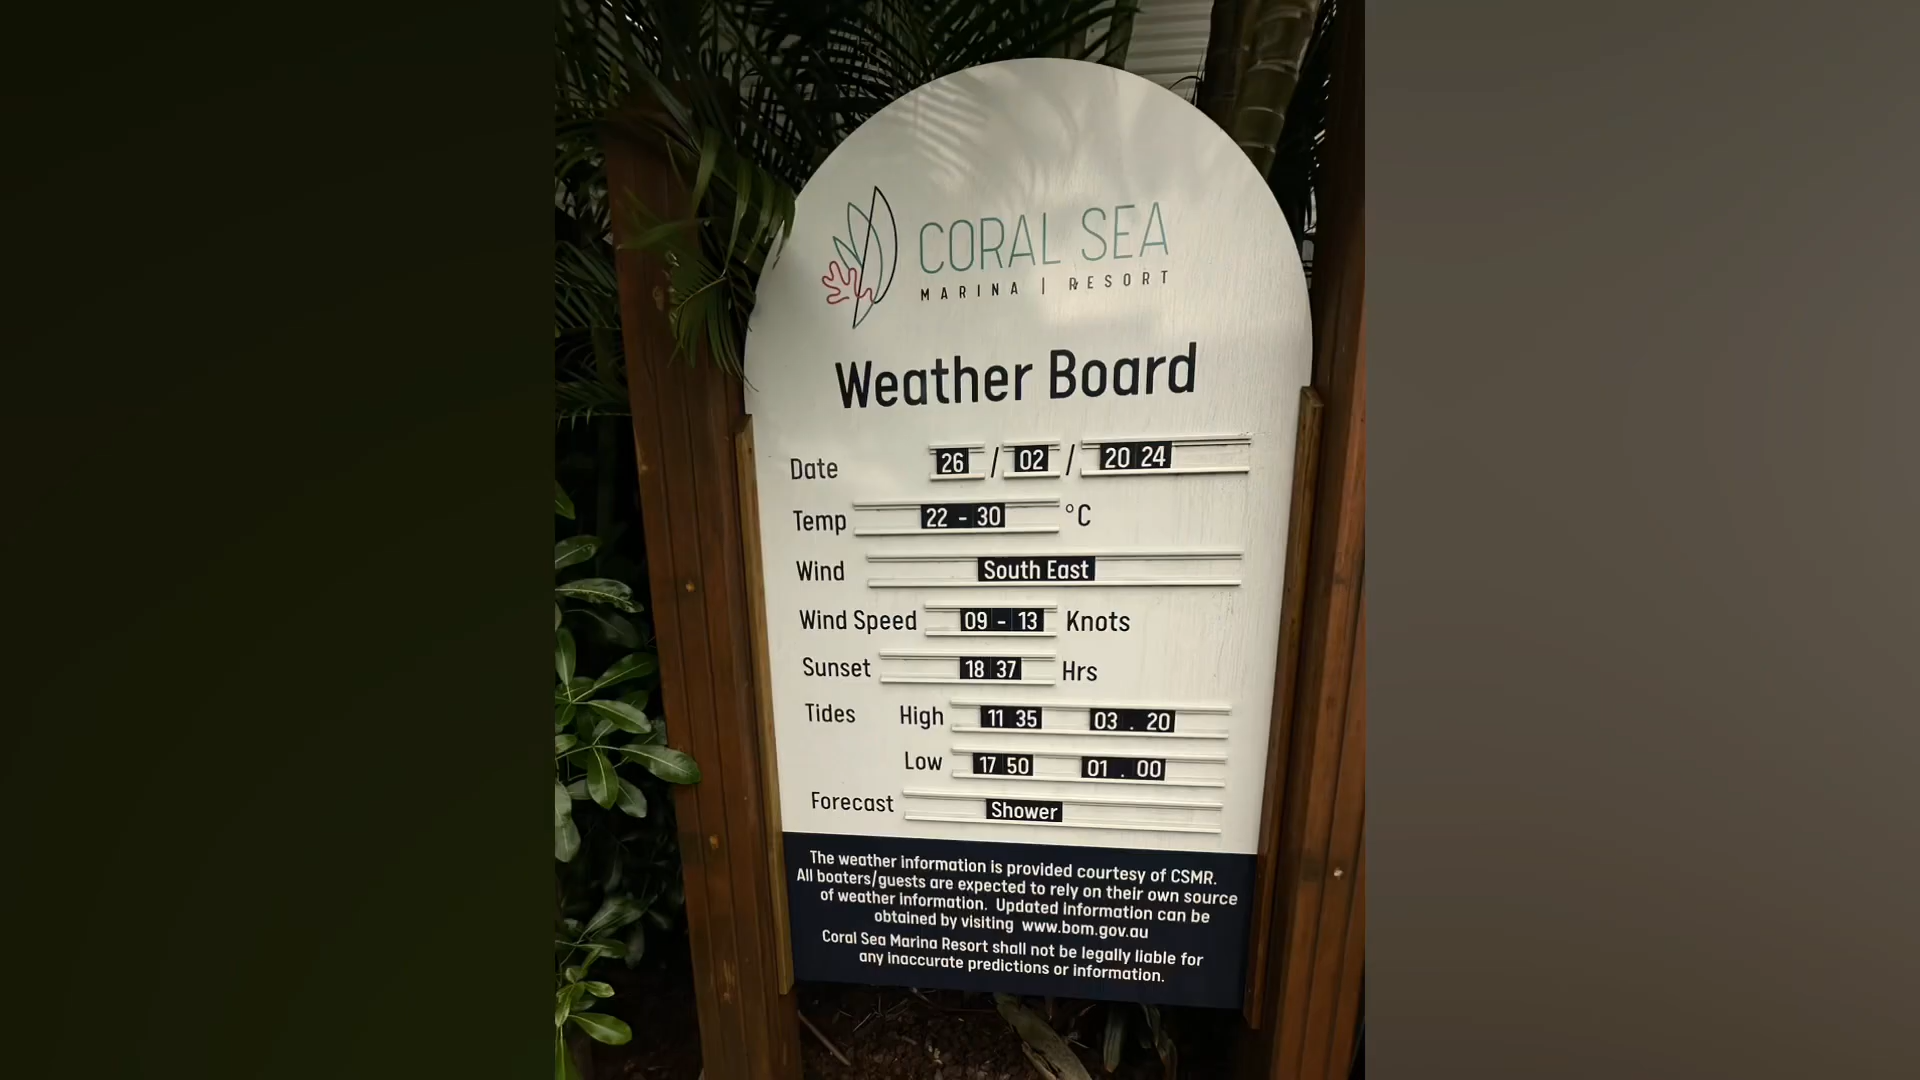 CORAL SEA
MARINA | RESORT
Weather Board
Date 26 / 02 / 20 24
Temp 22 - 30 °C
Wind South East
Wind Speed 09 - 13 Knots
Sunset 18 37 Hrs
Tides High 11 35 03 . 20
Low 17 50 01 . 00
Forecast Shower
The weather information is provided courtesy of CSMR.
All boaters/guests are expected to rely on their own source
of weather information. Updated information can be
obtained by visiting www.bom.gov.au
Coral Sea Marina Resort shall not be legally liable for
any inaccurate predictions or information.